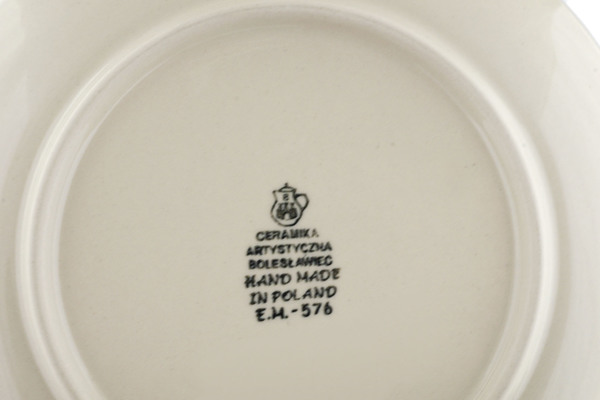 B
CERAMIKA
ARTYSTYCZNA
BOLESŁAWIEC
HAND MADE
IN POLAND
E.M.-576